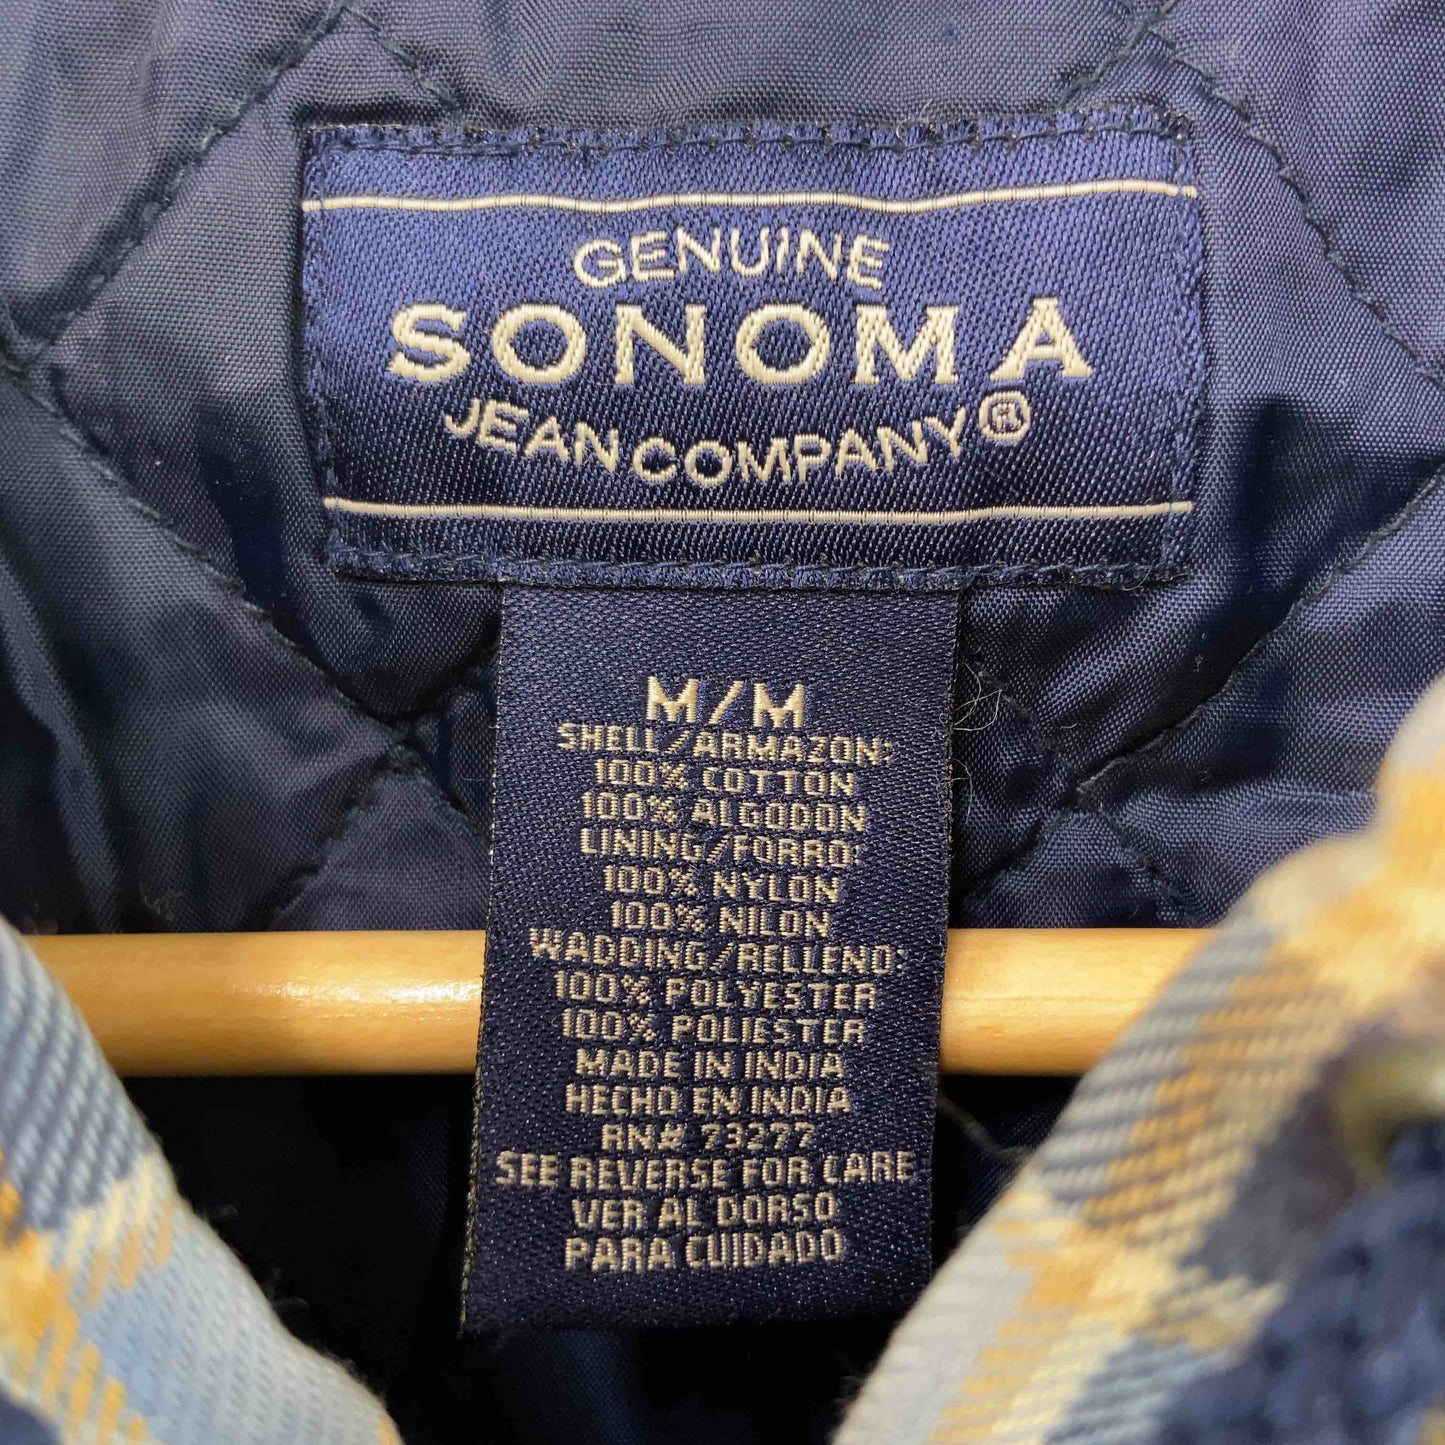 GENUINE
SONOMA
JEAN COMPANY®
M/M
SHELL/ARMAZON:
100% COTTON
100% ALGODON
LINING/FORRO:
100% NYLON
100% NILON
WADDING/RELLENO:
100% POLYESTER
100% POLIESTER
MADE IN INDIA
HECHO EN INDIA
RN# 73277
SEE REVERSE FOR CARE
VER AL DORSO
PARA CUIDADO